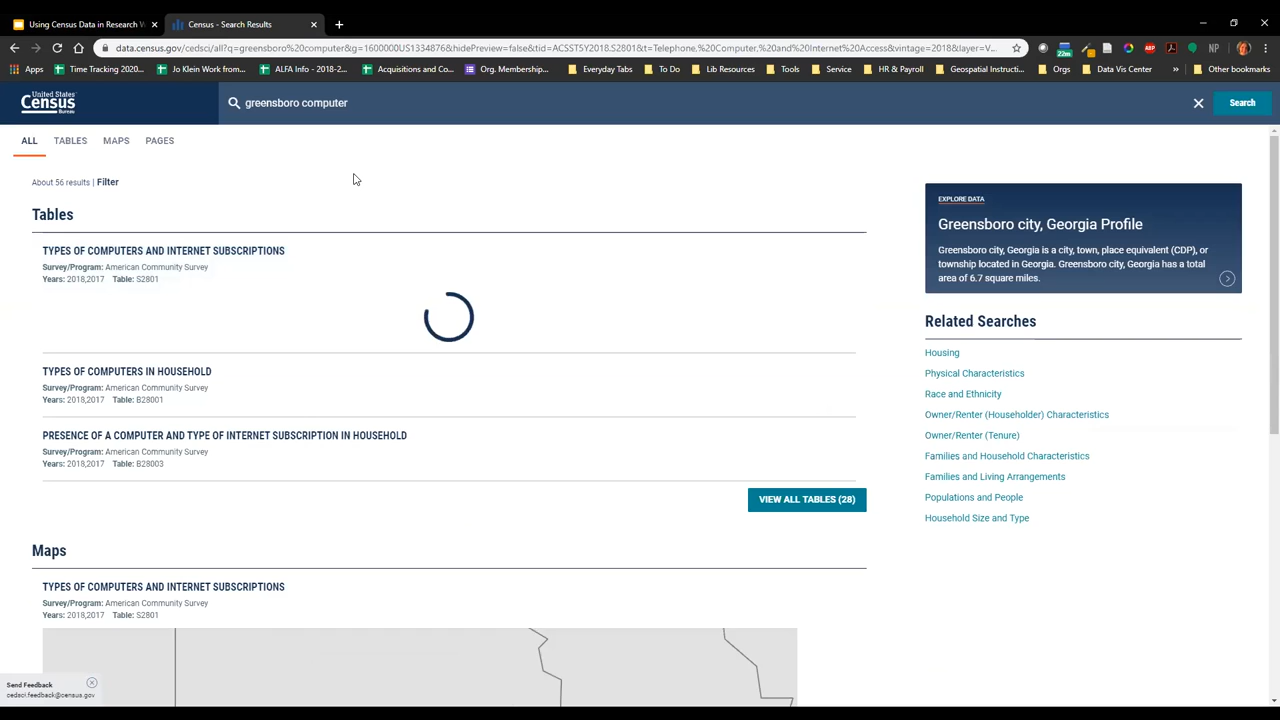 Using Census Data in Research W
Census - Search Results
data.census.gov/cedsci/all?q=greensboro%20computer&g=1600000US1334876&hidePreview=false&tid=ACSST5Y2018.S2801&t=Telephone,%20Computer,%20and%20Internet%20Access&vintage=2018&layer=V...
22m
ABP
NP
Apps
Time Tracking 2020...
Jo Klein Work from...
ALFA Info - 2018-2...
Acquisitions and Co...
Org. Membership...
Everyday Tabs
To Do
Lib Resources
Tools
Service
HR & Payroll
Geospatial Instructi...
Orgs
Data Vis Center
»
Other bookmarks
United States
Census
Bureau
greensboro computer
Search
ALL TABLES MAPS PAGES
About 56 results | Filter
Tables
TYPES OF COMPUTERS AND INTERNET SUBSCRIPTIONS
Survey/Program: American Community Survey
Years: 2018,2017 Table: S2801
TYPES OF COMPUTERS IN HOUSEHOLD
Survey/Program: American Community Survey
Years: 2018,2017 Table: B28001
PRESENCE OF A COMPUTER AND TYPE OF INTERNET SUBSCRIPTION IN HOUSEHOLD
Survey/Program: American Community Survey
Years: 2018,2017 Table: B28003
VIEW ALL TABLES (28)
Maps
TYPES OF COMPUTERS AND INTERNET SUBSCRIPTIONS
Survey/Program: American Community Survey
Years: 2018,2017 Table: S2801
EXPLORE DATA
Greensboro city, Georgia Profile
Greensboro city, Georgia is a city, town, place equivalent (CDP), or
township located in Georgia. Greensboro city, Georgia has a total
area of 6.7 square miles.
Related Searches
Housing
Physical Characteristics
Race and Ethnicity
Owner/Renter (Householder) Characteristics
Owner/Renter (Tenure)
Families and Household Characteristics
Families and Living Arrangements
Populations and People
Household Size and Type
Send Feedback
cedsci.feedback@census.gov